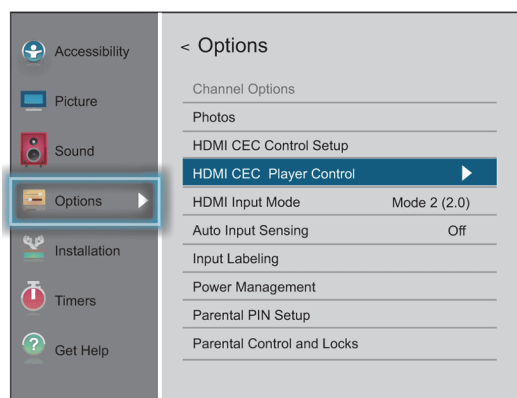 Accessibility
Picture
Sound
Options
Installation
Timers
Get Help
< Options
Channel Options
Photos
HDMI CEC Control Setup
HDMI CEC  Player Control
HDMI Input Mode Mode 2 (2.0)
Auto Input Sensing Off
Input Labeling
Power Management
Parental PIN Setup
Parental Control and Locks